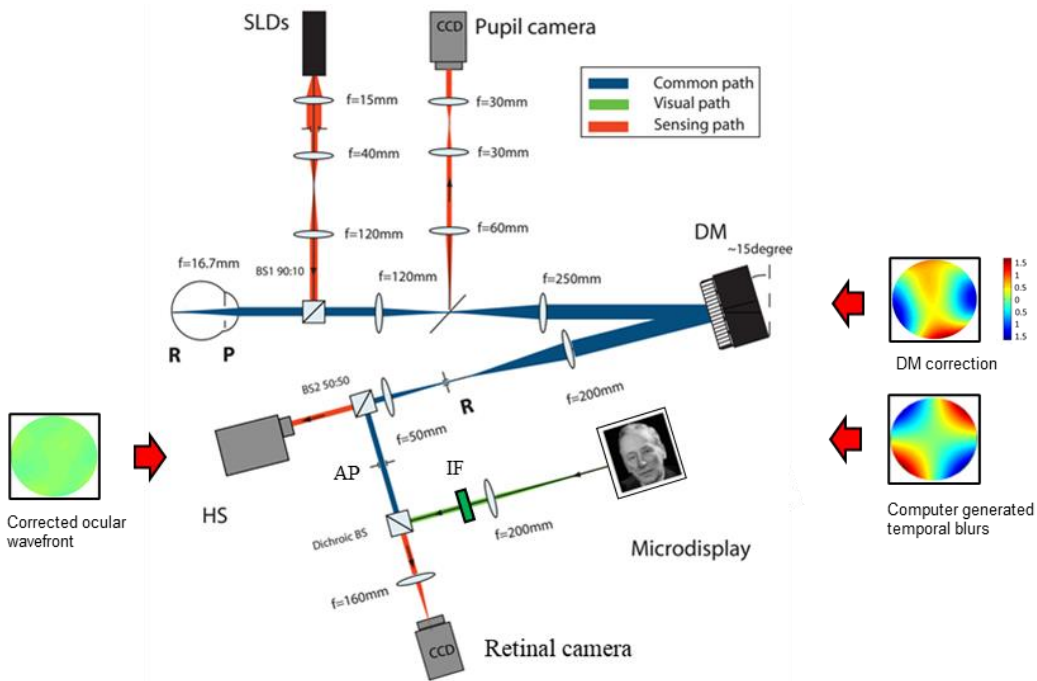 SLDs
CCD
Pupil camera
Common path
Visual path
Sensing path
f=15mm
f=30mm
f=40mm
f=30mm
f=120mm
f=60mm
DM
~15degree
f=16.7mm
BS1 90:10
f=120mm
f=250mm
1.5
1
0.5
0
0.5
1
1.5
R
P
DM correction
BS2 50:50
R
f=200mm
f=50mm
AP
IF
HS
Dichroic BS
f=200mm
Microdisplay
Corrected ocular
wavefront
Computer generated
temporal blurs
f=160mm
CCD
Retinal camera